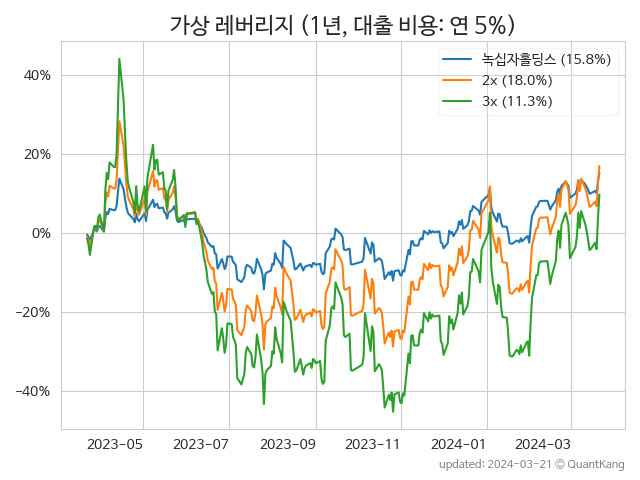 가상 레버리지 (1년, 대출 비용: 연 5%)
녹십자홀딩스 (15.8%)
2x (18.0%)
3x (11.3%)
40%
20%
0%
−20%
−40%
2023-05 2023-07 2023-09 2023-11 2024-01 2024-03
updated: 2024-03-21 © QuantKang